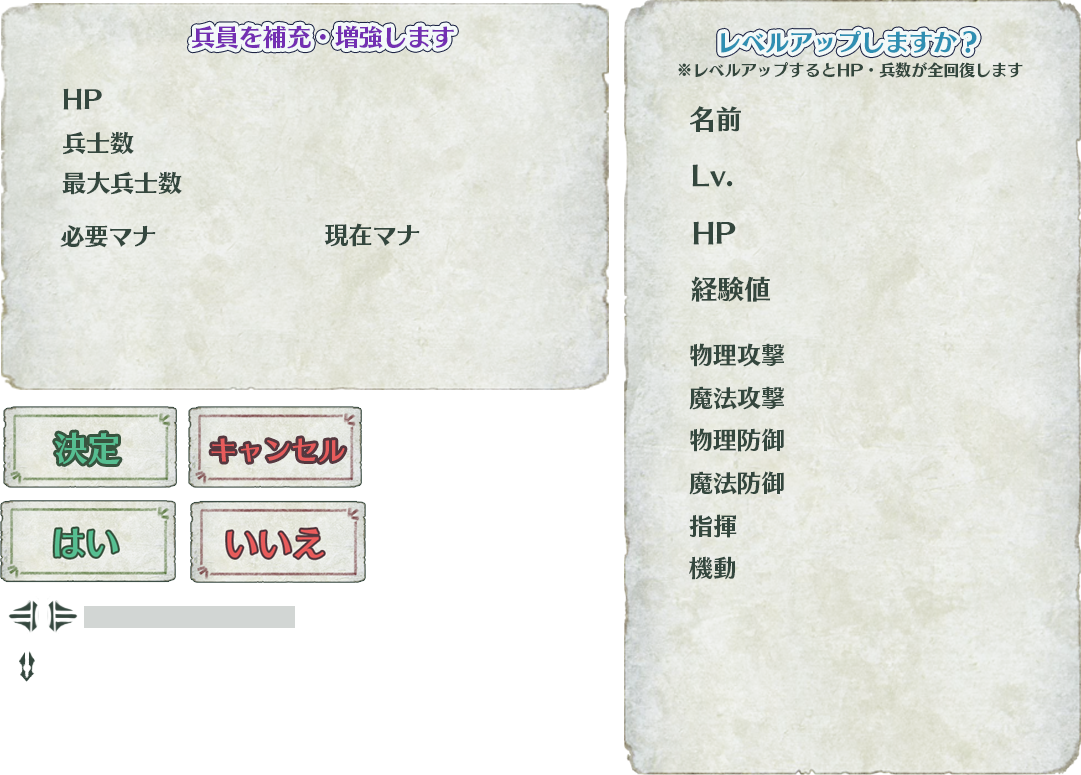 兵員を補充・増強します
HP
兵士数
最大兵士数
必要マナ
現在マナ
決定
キャンセル
はい
いいえ
レベルアップしますか？
※レベルアップするとHP・兵数が全回復します
名前
Lv.
HP
経験値
物理攻撃
魔法攻撃
物理防御
魔法防御
指揮
機動